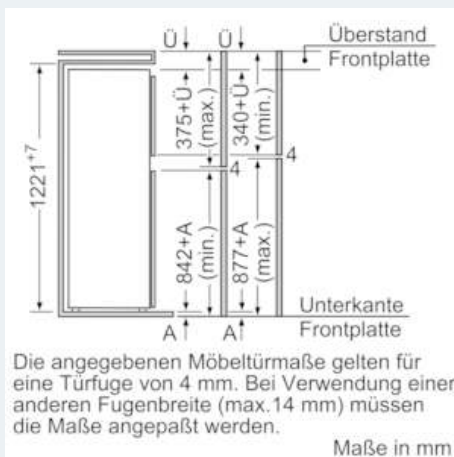 Ü Ü Überstand
Frontplatte
375+Ü
(max.)
340+Ü
(min.)
4
4
1221+7
842+A
(min.)
877+A
(max.)
Unterkante
A A Frontplatte
Die angegebenen Möbeltürmaße gelten für
eine Türfuge von 4 mm. Bei Verwendung einer
anderen Fugenbreite (max.14 mm) müssen
die Maße angepaßt werden.
Maße in mm